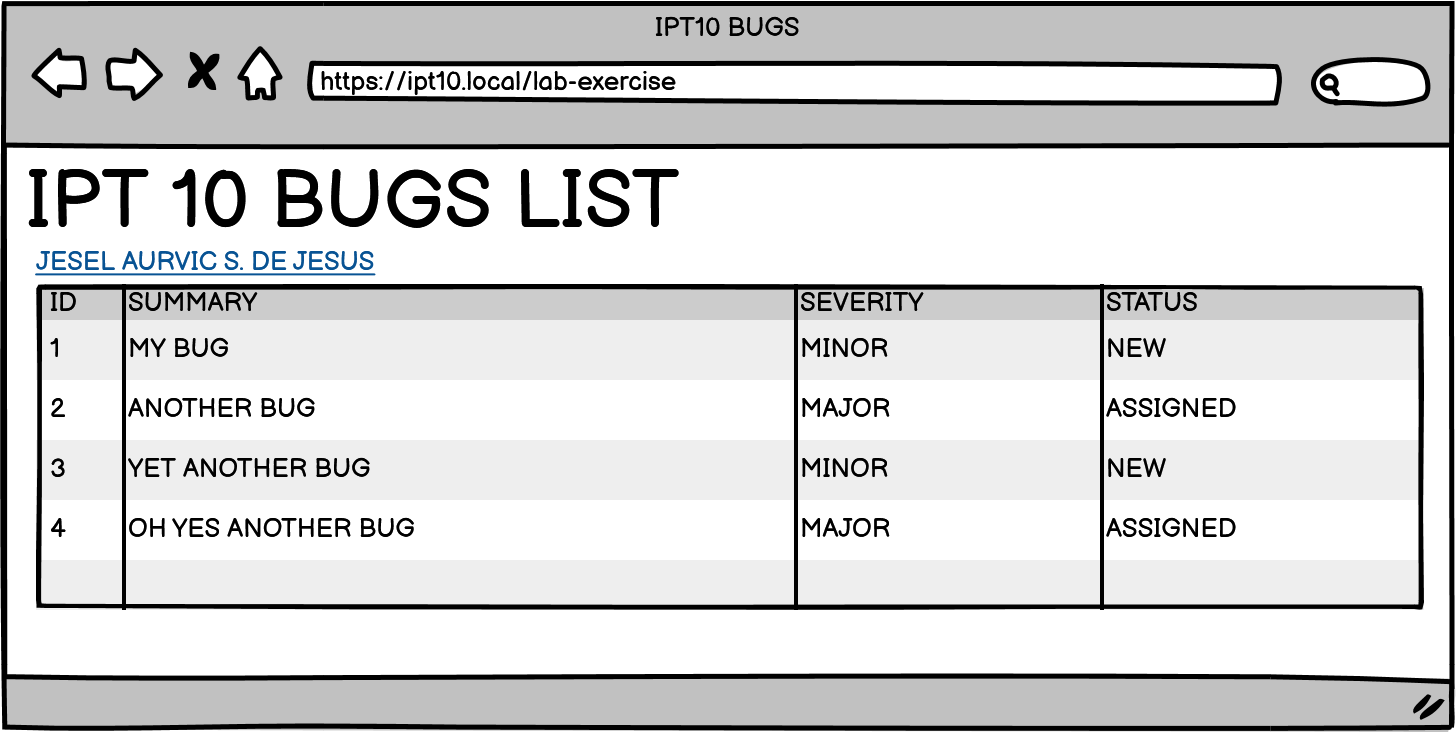 IPT10 BUGS
https://ipt10.local/lab-exercise
IPT 10 BUGS LIST
JESEL AURVIC S. DE JESUS
ID SUMMARY SEVERITY STATUS
1 MY BUG MINOR NEW
2 ANOTHER BUG MAJOR ASSIGNED
3 YET ANOTHER BUG MINOR NEW
4 OH YES ANOTHER BUG MAJOR ASSIGNED